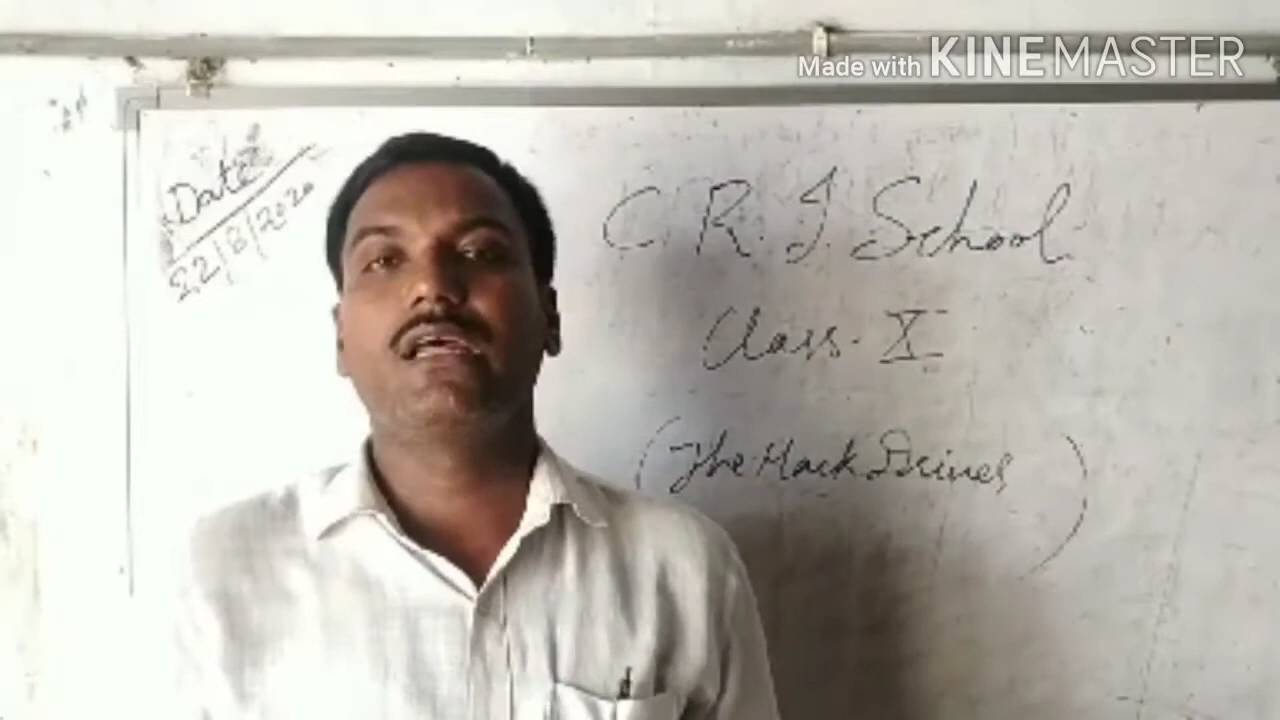 Made with KINEMASTER
Date
22/8/2020
C. R. J. School
Class- X
(The Hack Driver)